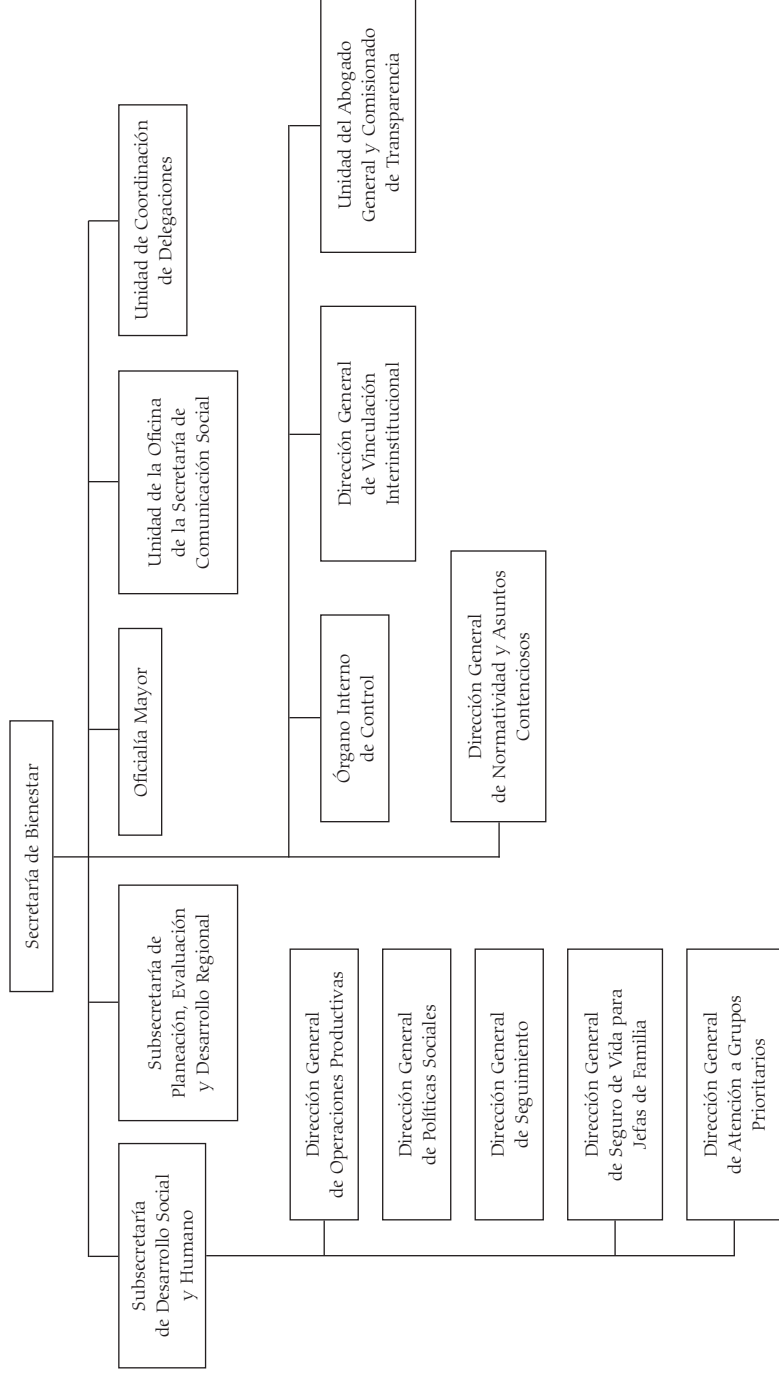 Secretaría de Bienestar
Subsecretaría
de Desarrollo Social
y Humano
Subsecretaría de
Planeación, Evaluación
y Desarrollo Regional
Oficialía Mayor
Unidad de la Oficina
de la Secretaría de
Comunicación Social
Unidad de Coordinación
de Delegaciones
Dirección General
de Operaciones Productivas
Dirección General
de Políticas Sociales
Dirección General
de Seguimiento
Dirección General
de Seguro de Vida para
Jefas de Familia
Dirección General
de Atención a Grupos
Prioritarios
Órgano Interno
de Control
Dirección General
de Vinculación
Interinstitucional
Unidad del Abogado
General y Comisionado
de Transparencia
Dirección General
de Normatividad y Asuntos
Contenciosos